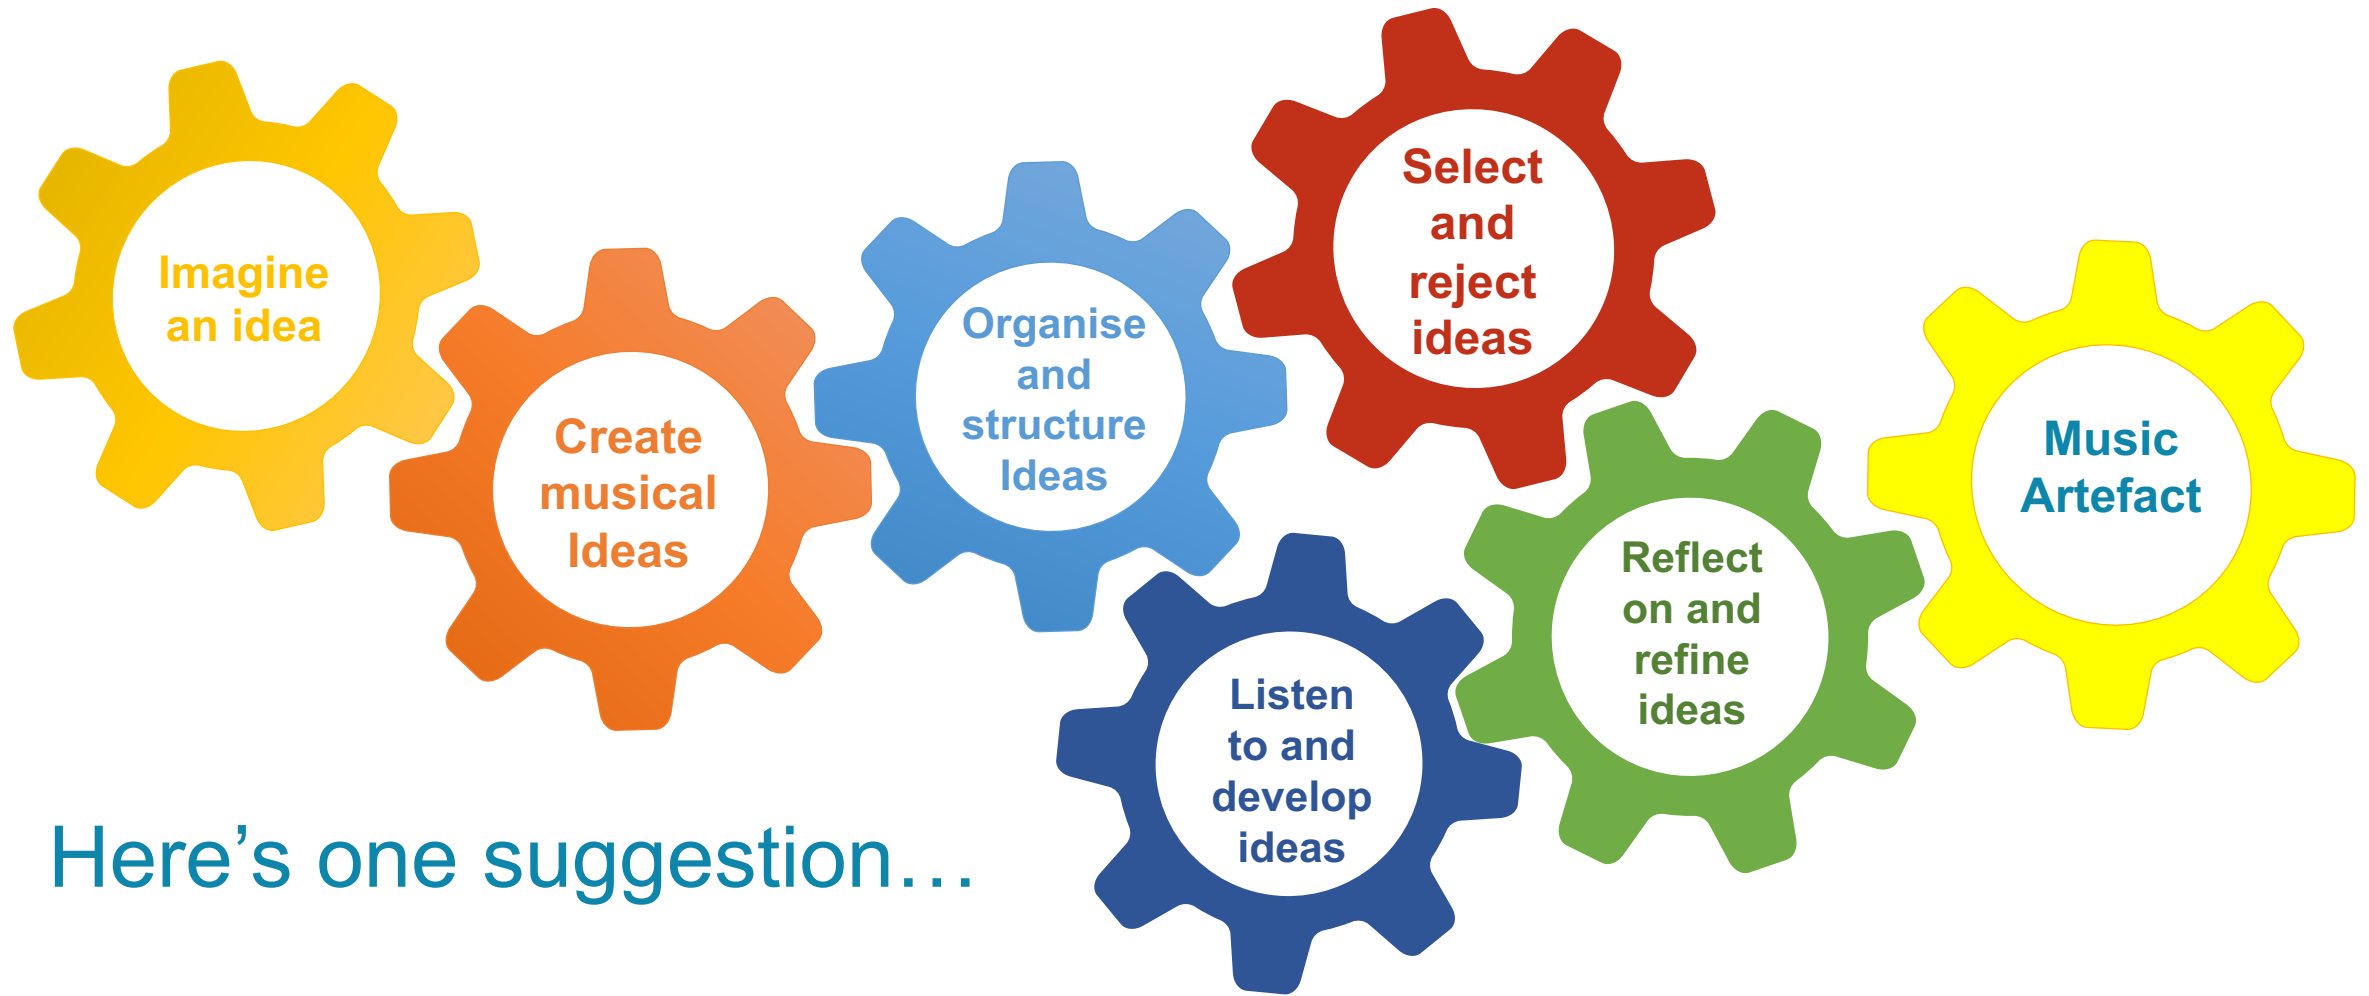 Imagine
an idea
Create
musical
Ideas
Organise
and
structure
Ideas
Select
and
reject
ideas
Listen
to and
develop
ideas
Reflect
on and
refine
ideas
Music
Artefact
Here’s one suggestion…